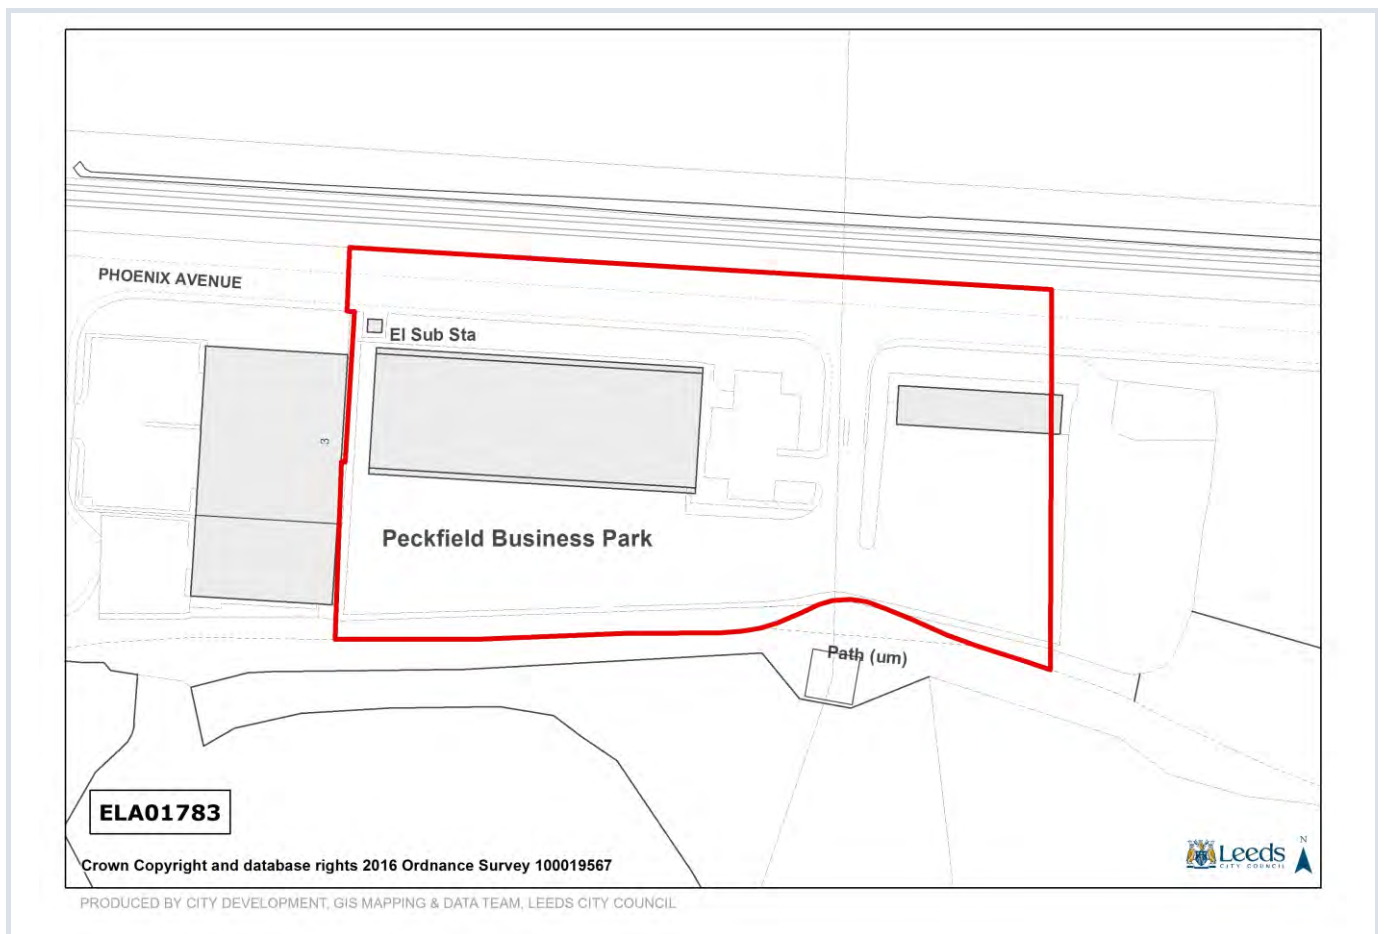 PHOENIX AVENUE
El Sub Sta
3
Peckfield Business Park
Path (um)
ELA01783
Crown Copyright and database rights 2016 Ordnance Survey 100019567
Leeds
CITY COUNCIL
N
PRODUCED BY CITY DEVELOPMENT, GIS MAPPING & DATA TEAM, LEEDS CITY COUNCIL